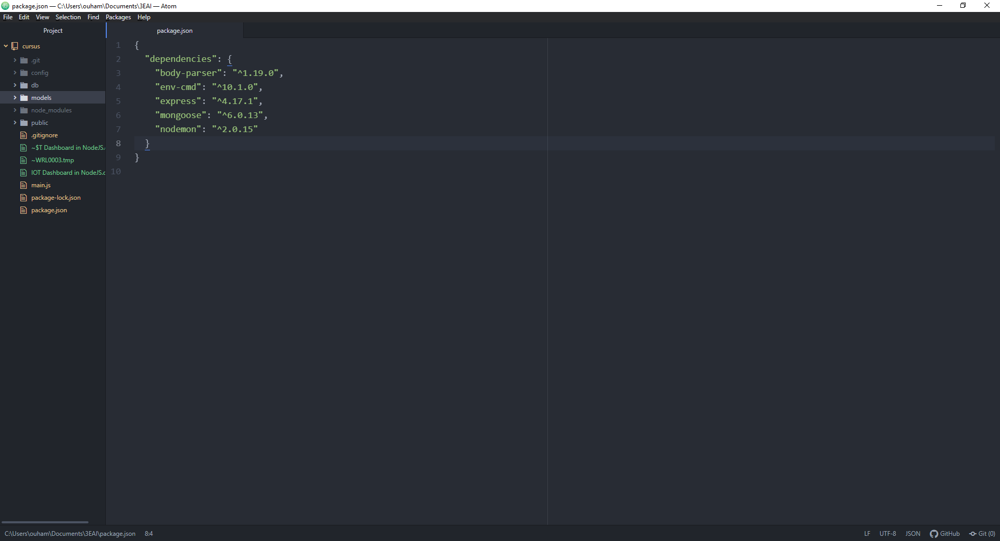 package.json — C:\Users\ouham\Documents\3EAI — Atom
File Edit View Selection Find Packages Help
Project
package.json
cursus
.git
config
db
models
node_modules
public
.gitignore
~$T Dashboard in NodeJS.
~WRL0003.tmp
IOT Dashboard in NodeJS.c
main.js
package-lock.json
package.json
1 {
2 "dependencies": {
3 "body-parser": "^1.19.0",
4 "env-cmd": "^10.1.0",
5 "express": "^4.17.1",
6 "mongoose": "^6.0.13",
7 "nodemon": "^2.0.15"
8 }
9 }
10
C:\Users\ouham\Documents\3EAI\package.json 8:4 LF UTF-8 JSON GitHub Git (0)